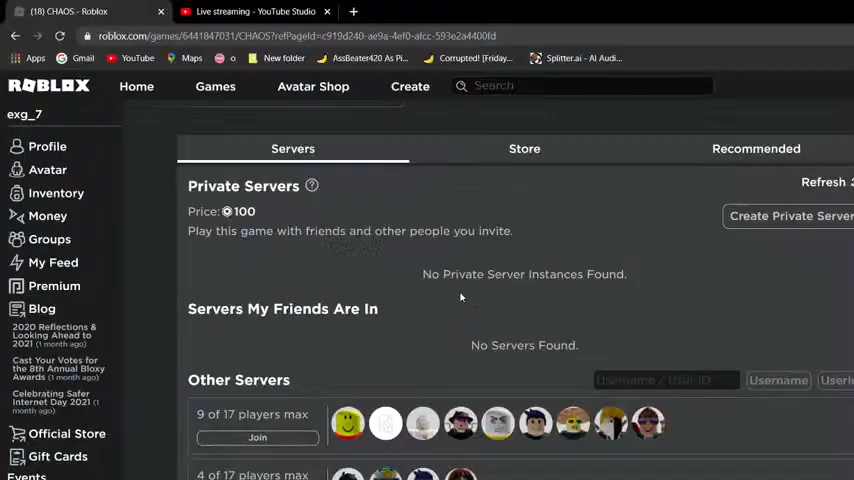 (18) CHAOS - Roblox
Live streaming - YouTube Studio
roblox.com/games/6441847031/CHAOS?refPageId=c919d240-ae9a-4ef0-afcc-593e2a4400fd
Apps Gmail YouTube Maps o New folder AssBeater420 As Pi... Corrupted! [Friday... Splitter.ai - AI Audi...
ROBLOX Home Games Avatar Shop Create Search
exg_7
Profile
Avatar
Inventory
Money
Groups
My Feed
Premium
Blog
2020 Reflections &
Looking Ahead to
2021 (1 month ago)
Cast Your Votes for
the 8th Annual Bloxy
Awards (1 month ago)
Celebrating Safer
Internet Day 2021 (1
month ago)
Official Store
Gift Cards
Events
Servers Store Recommended
Private Servers
Refresh
Price: 100
Create Private Server
Play this game with friends and other people you invite.
No Private Server Instances Found.
Servers My Friends Are In
No Servers Found.
Other Servers
Username / User ID Username
9 of 17 players max
Join
4 of 17 players max